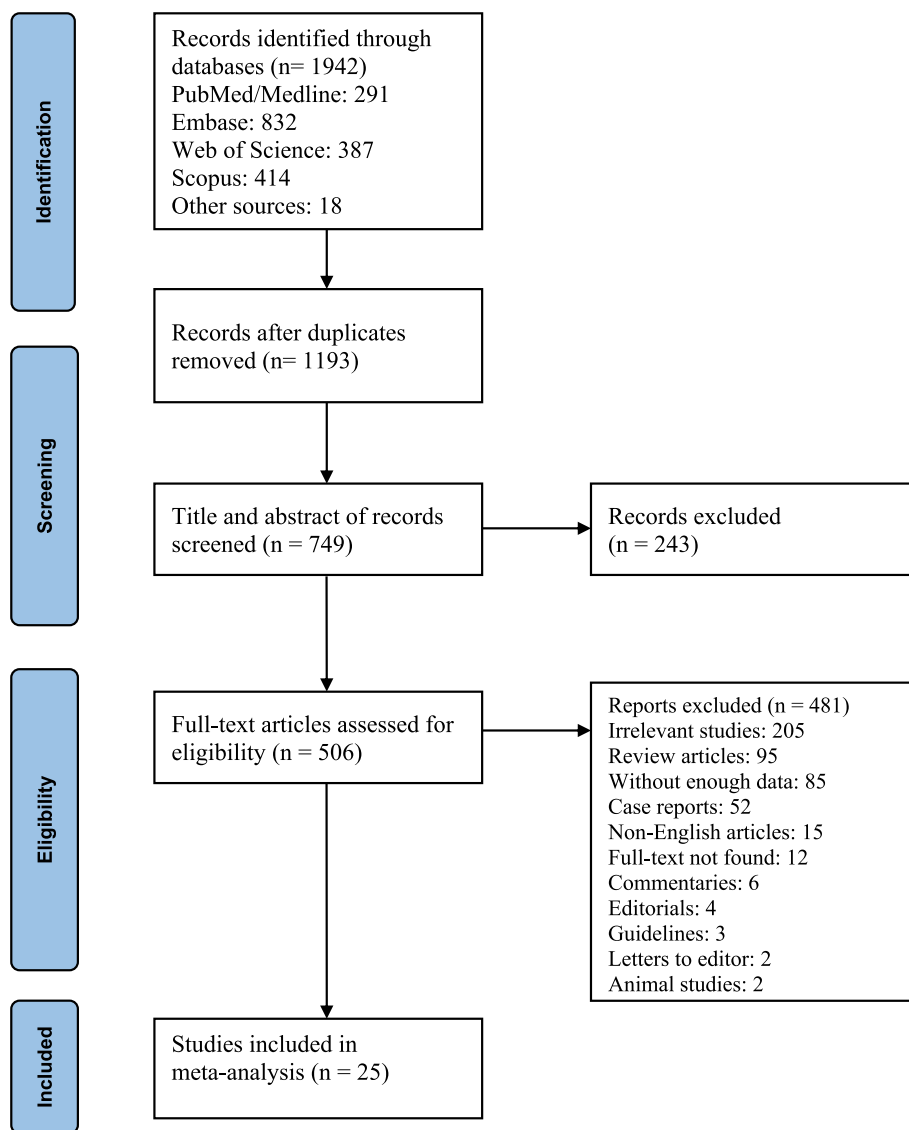 Identification
Records identified through
databases (n= 1942)
PubMed/Medline: 291
Embase: 832
Web of Science: 387
Scopus: 414
Other sources: 18
Records after duplicates
removed (n= 1193)
Screening
Title and abstract of records
screened (n = 749)
Records excluded
(n = 243)
Eligibility
Full-text articles assessed for
eligibility (n = 506)
Reports excluded (n = 481)
Irrelevant studies: 205
Review articles: 95
Without enough data: 85
Case reports: 52
Non-English articles: 15
Full-text not found: 12
Commentaries: 6
Editorials: 4
Guidelines: 3
Letters to editor: 2
Animal studies: 2
Included
Studies included in
meta-analysis (n = 25)